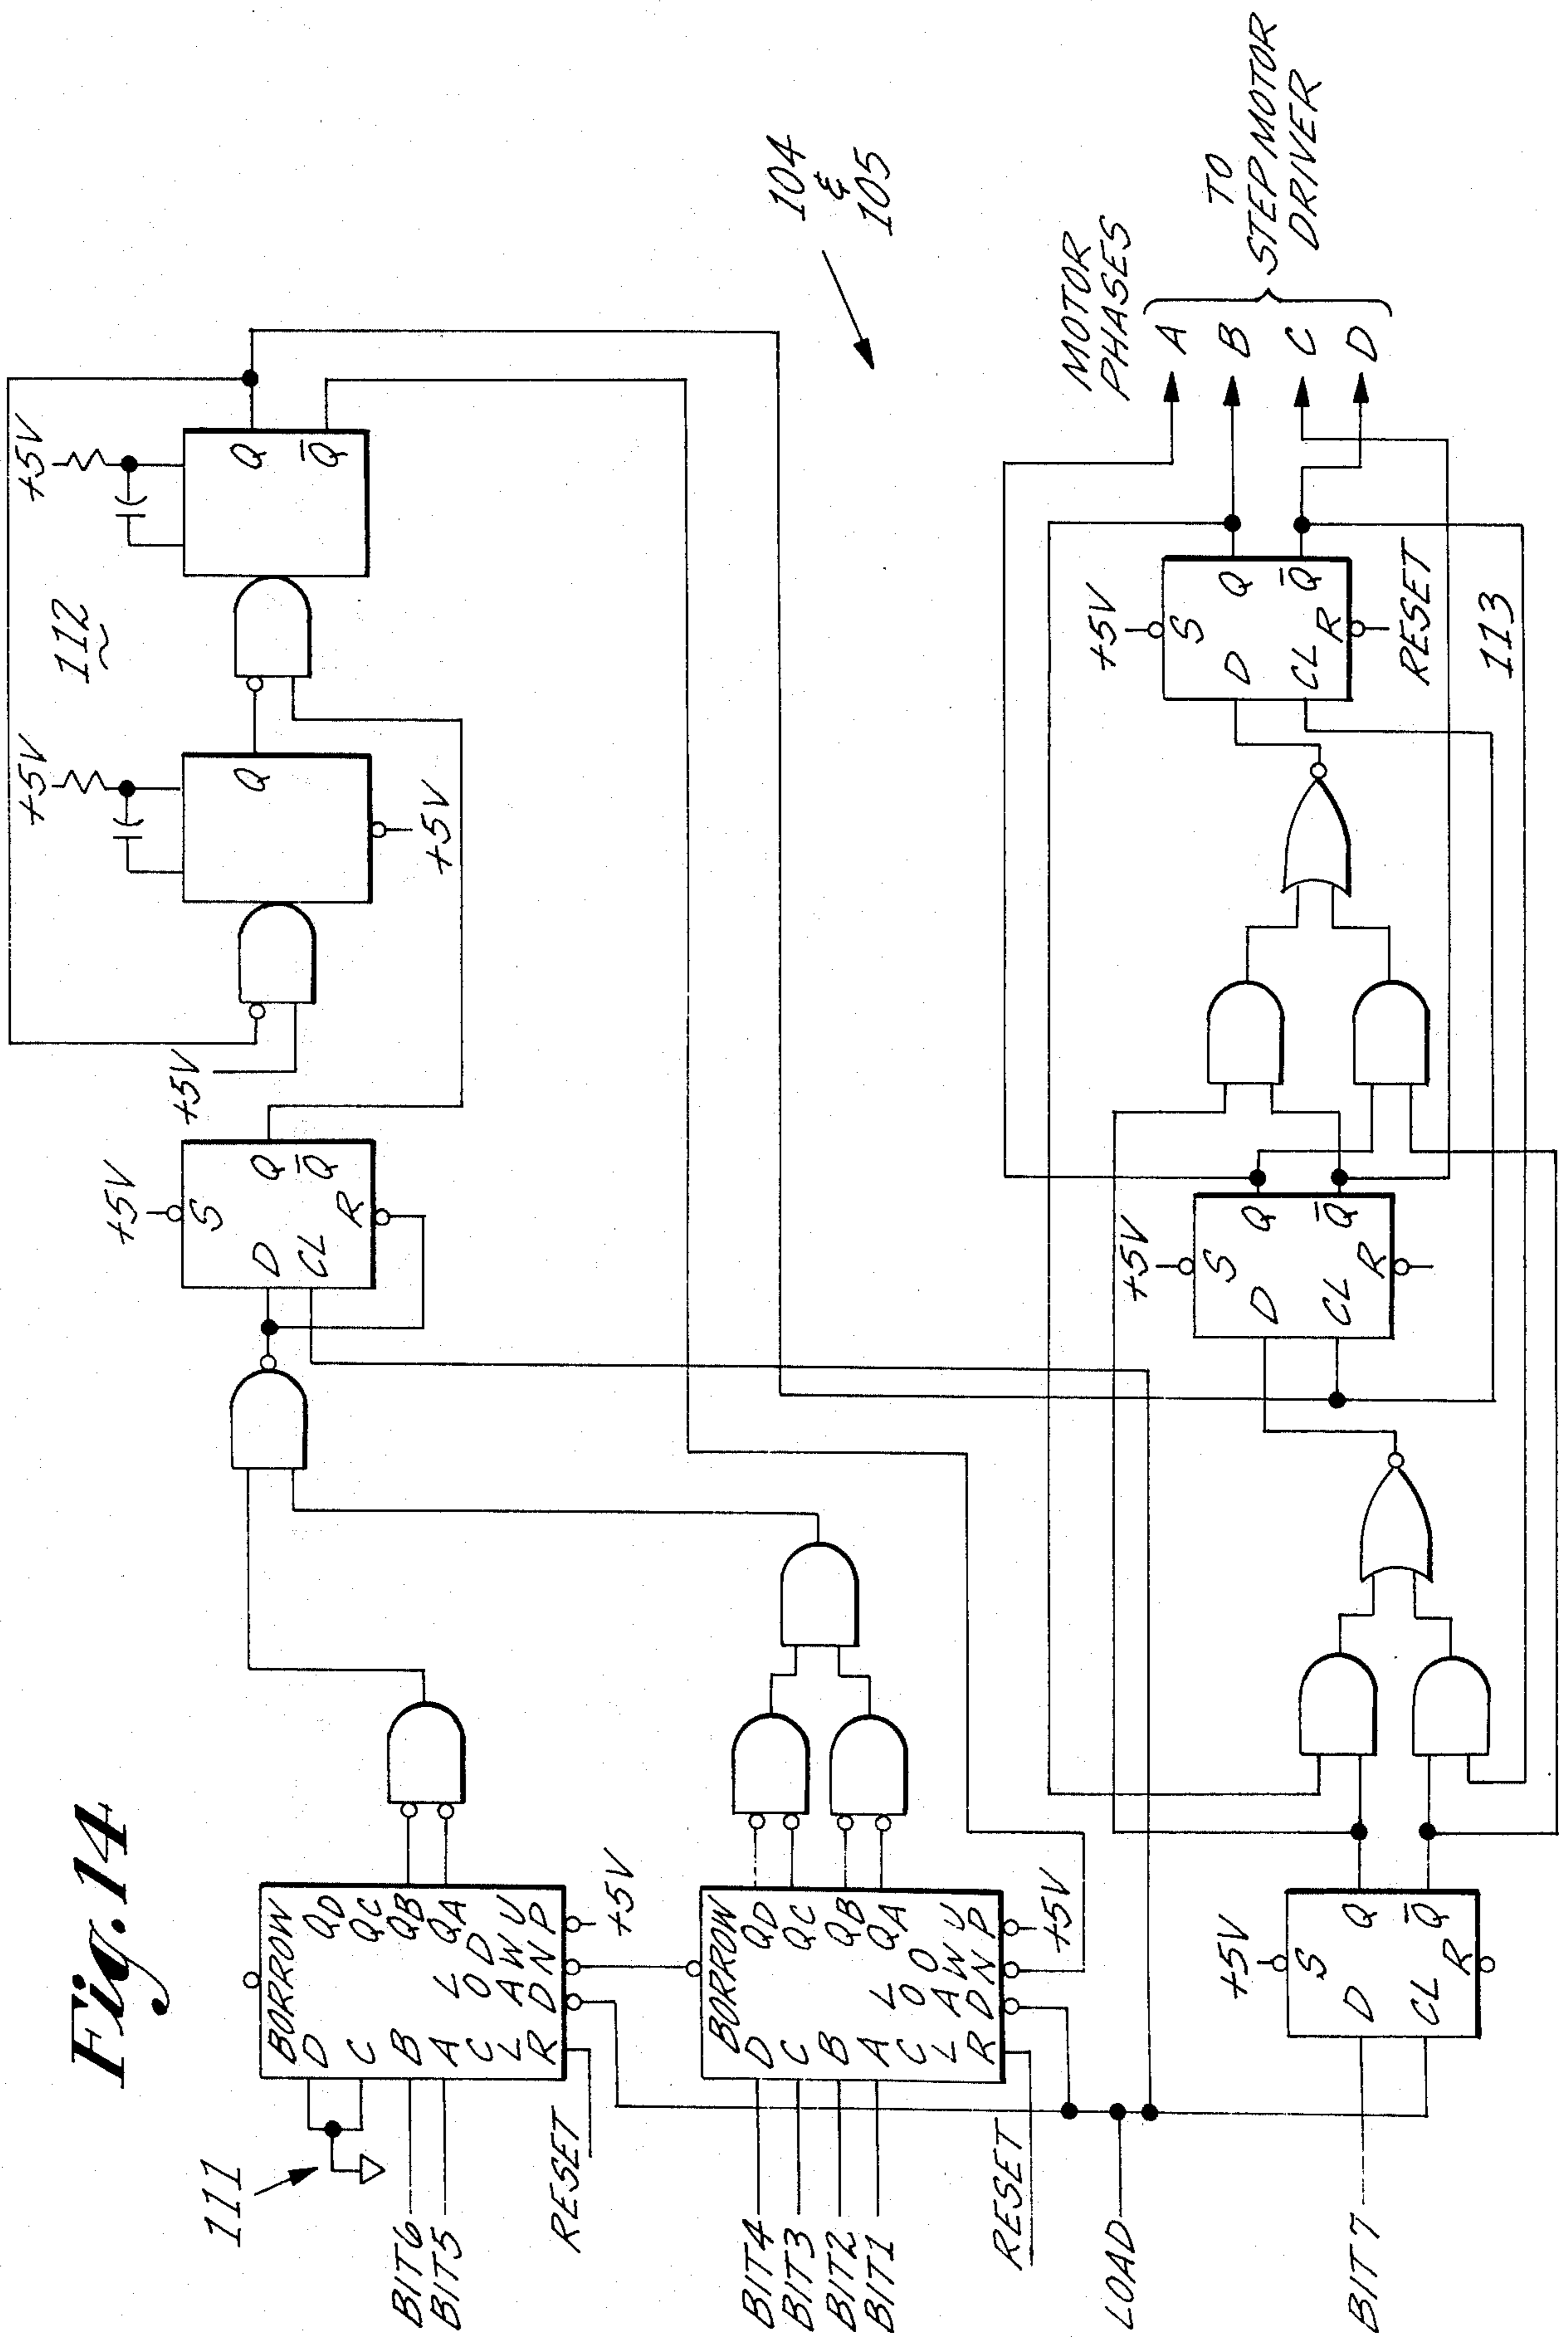 Fig. 14
111
BIT6
BIT5
RESET
BORROW
D
C
B
A
QD
QC
QB
QA
CLR
LOAD
DOWN
UP
+5V
BIT4
BIT3
BIT2
BIT1
RESET
BORROW
D
C
B
A
QD
QC
QB
QA
CLR
LOAD
DOWN
UP
+5V
LOAD
BIT7
+5V
S
D
Q
CL
Q̅
R
+5V
S
D
Q
CL
Q̅
R
+5V
+5V
Q
+5V
112
+5V
Q
Q̅
+5V
S
D
Q
CL
Q̅
R
+5V
S
D
Q
CL
Q̅
R
RESET
113
104
&
105
MOTOR
PHASES
A
B
C
D
TO
STEP MOTOR
DRIVER